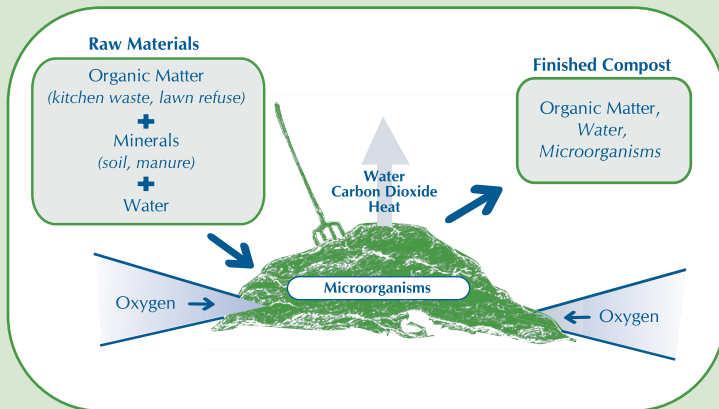 Raw Materials
Organic Matter
(kitchen waste, lawn refuse)
+
Minerals
(soil, manure)
+
Water
Finished Compost
Organic Matter,
Water,
Microorganisms
Water
Carbon Dioxide
Heat
Microorganisms
Oxygen
Oxygen